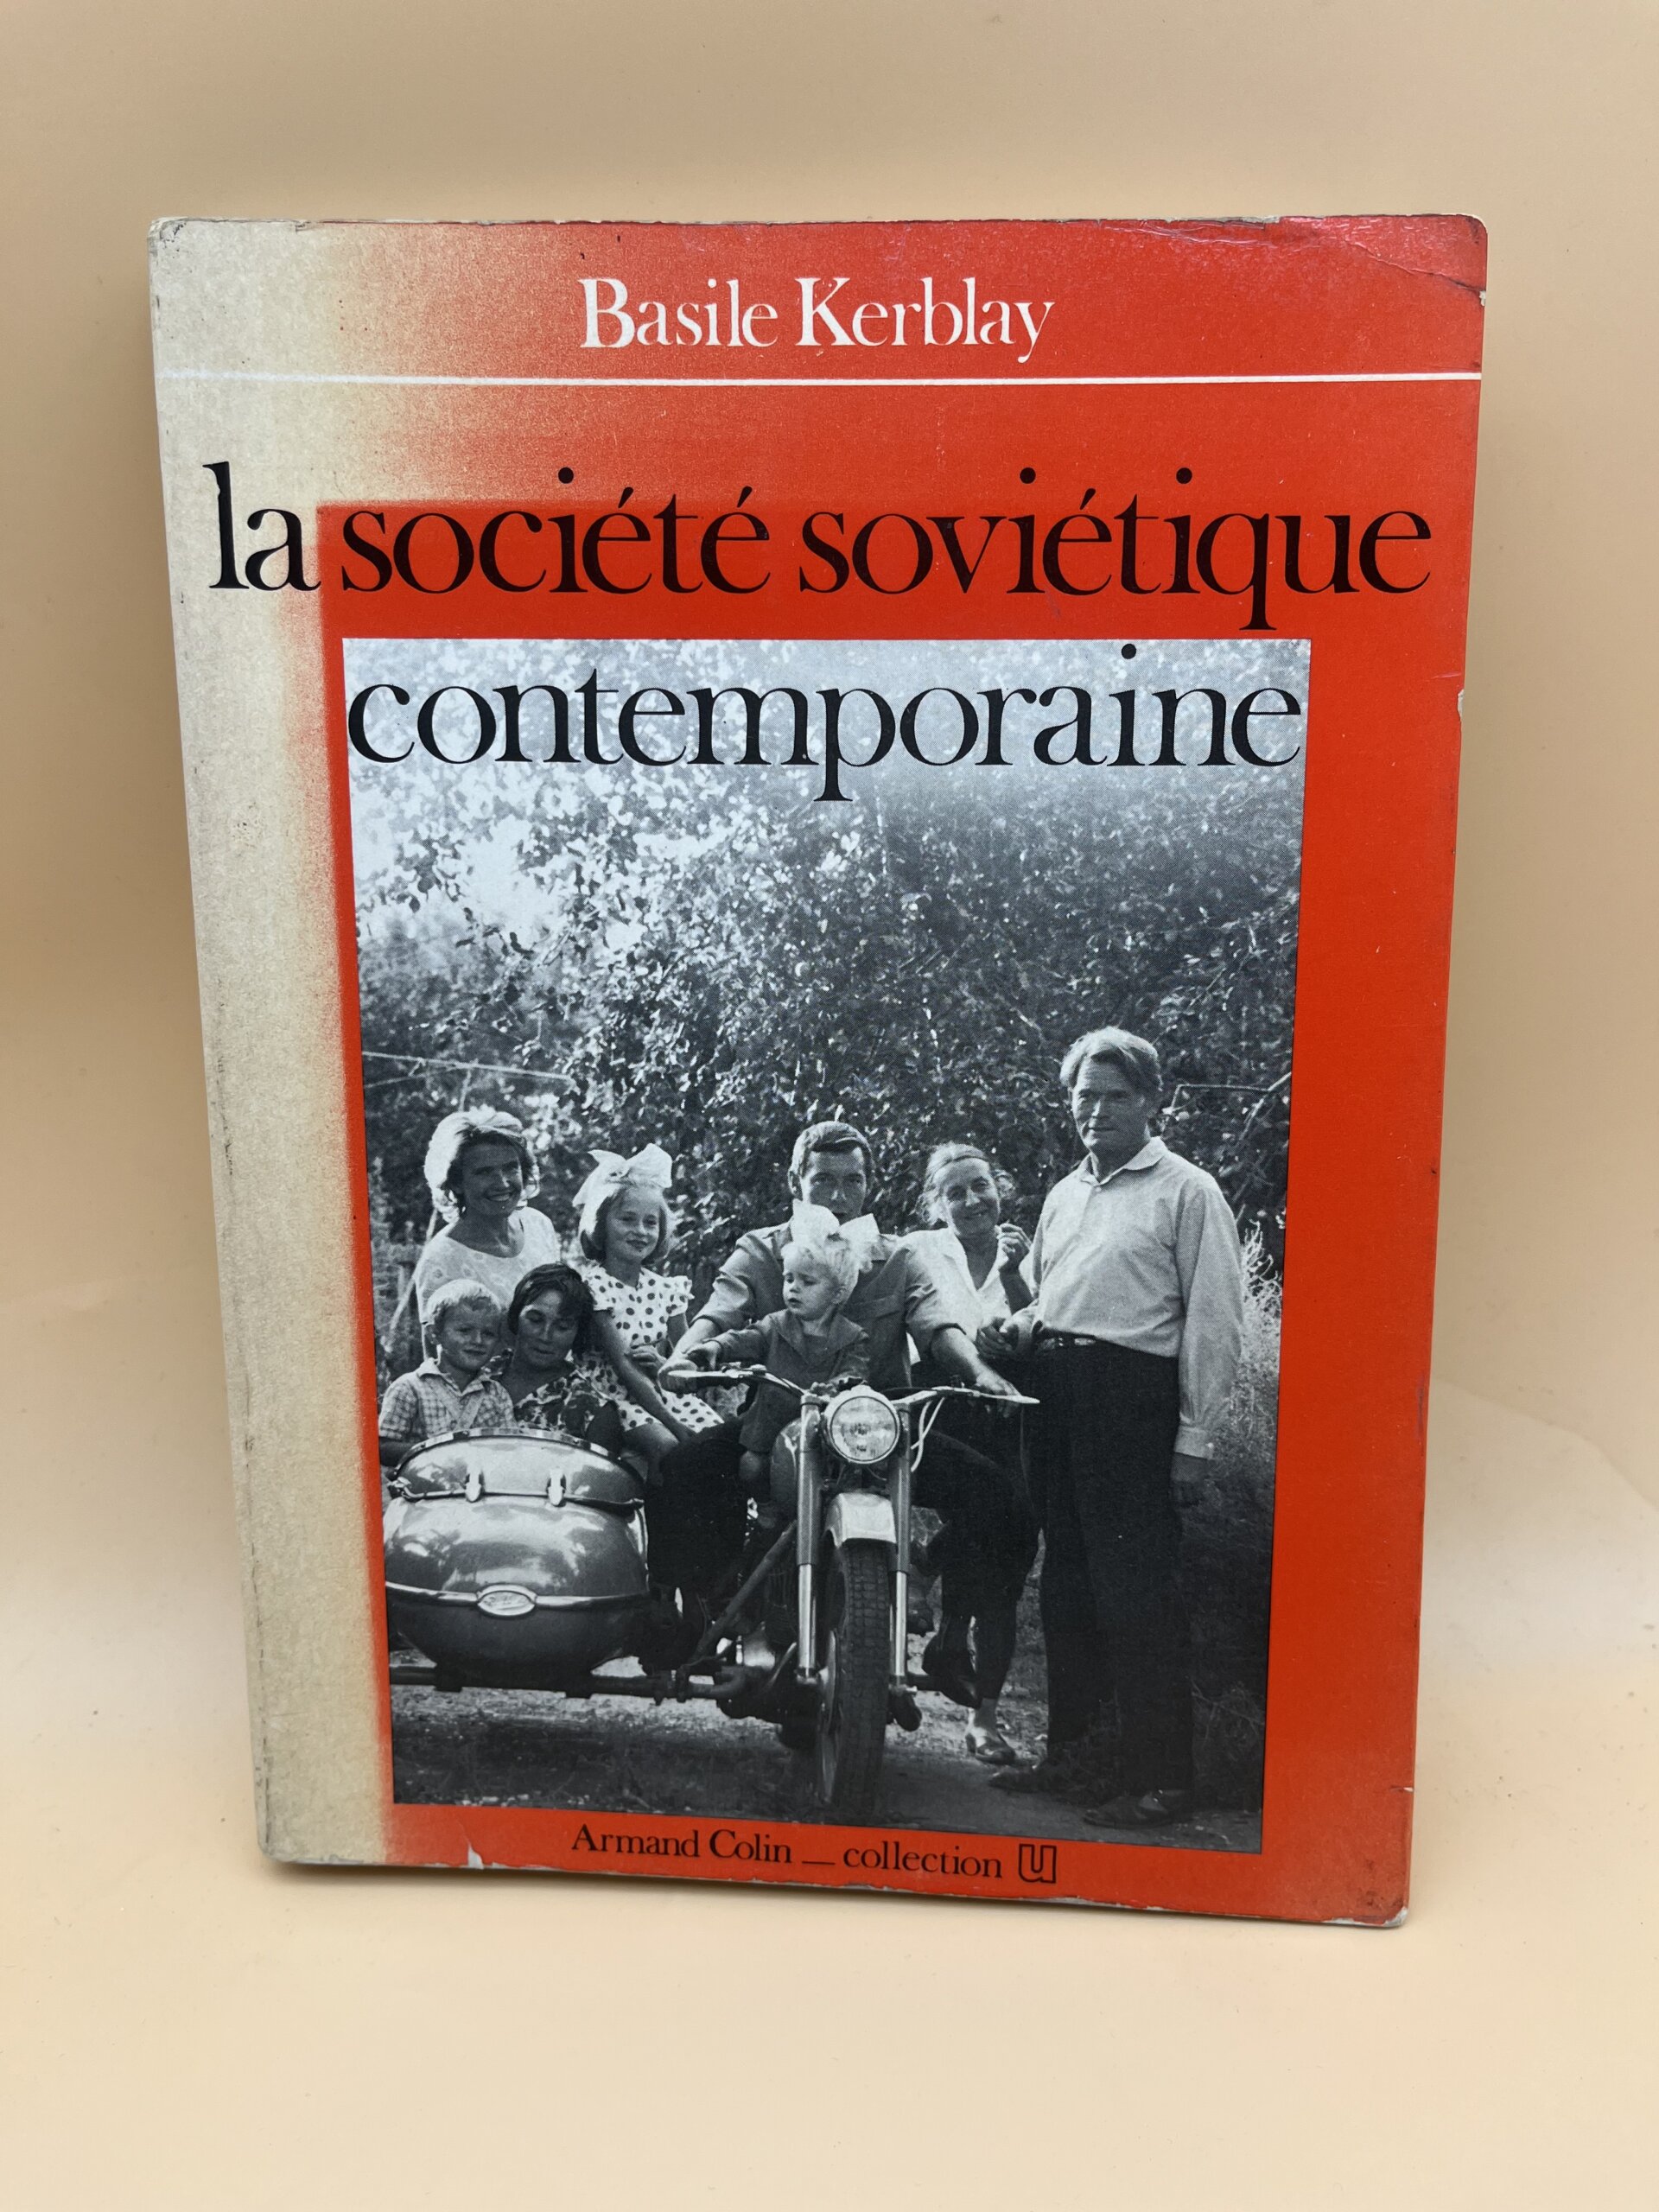 Basile Kerblay
la société soviétique
contemporaine
Armand Colin _ collection U